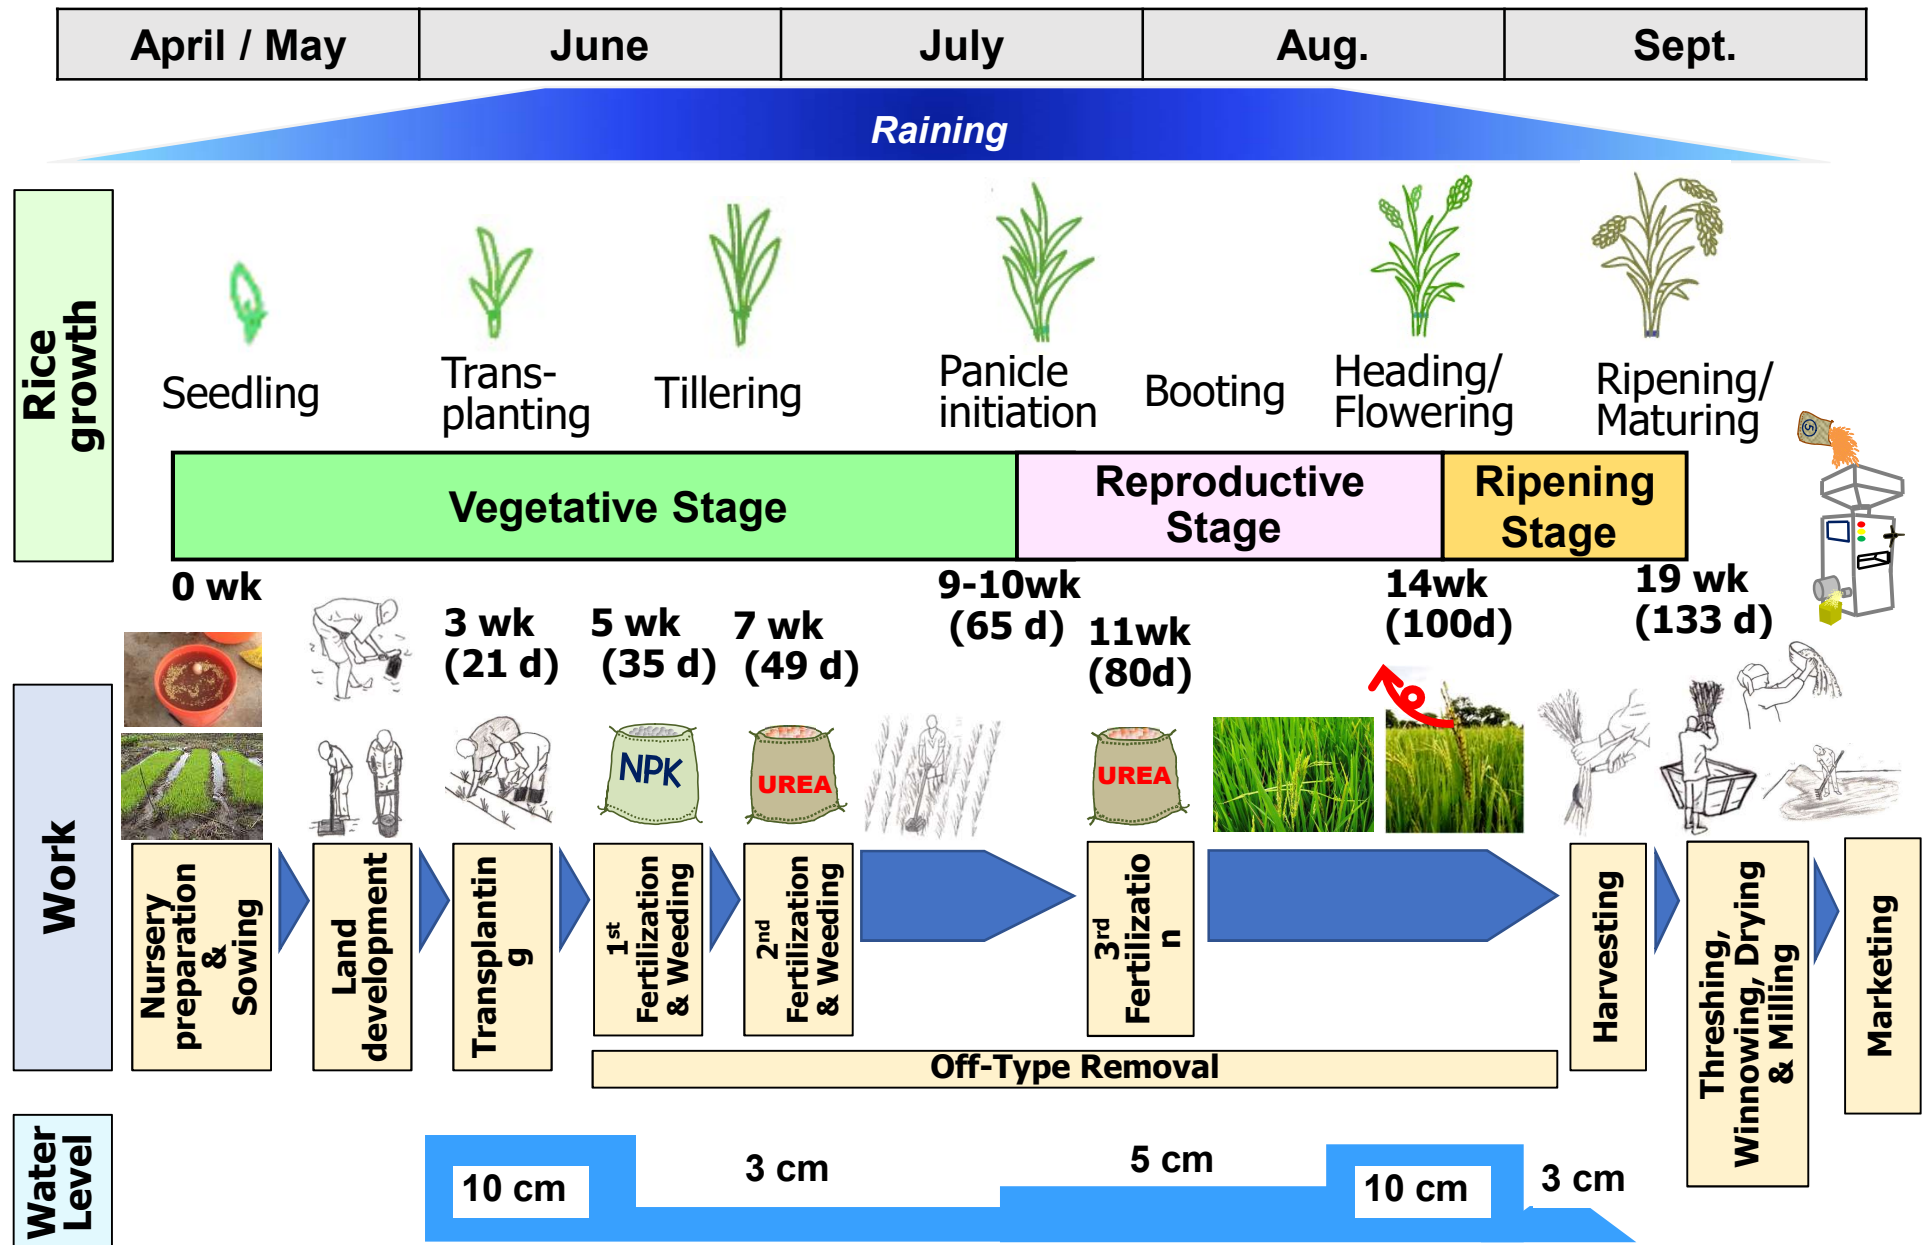 April / May
June
July
Aug.
Sept.
Raining
Rice
growth
Seedling
Trans-
planting
Tillering
Panicle
initiation
Booting
Heading/
Flowering
Ripening/
Maturing
5
Vegetative Stage
Reproductive
Stage
Ripening
Stage
0 wk
3 wk
(21 d)
5 wk
(35 d)
7 wk
(49 d)
9-10wk
(65 d)
11wk
(80d)
14wk
(100d)
19 wk
(133 d)
NPK
UREA
UREA
Work
Nursery
preparation
&
Sowing
Land
development
Transplantin
g
1st
Fertilization
& Weeding
2nd
Fertilization
& Weeding
3rd
Fertilizatio
n
Harvesting
Threshing,
Winnowing, Drying
& Milling
Marketing
Off-Type Removal
Water
Level
10 cm
3 cm
5 cm
10 cm
3 cm